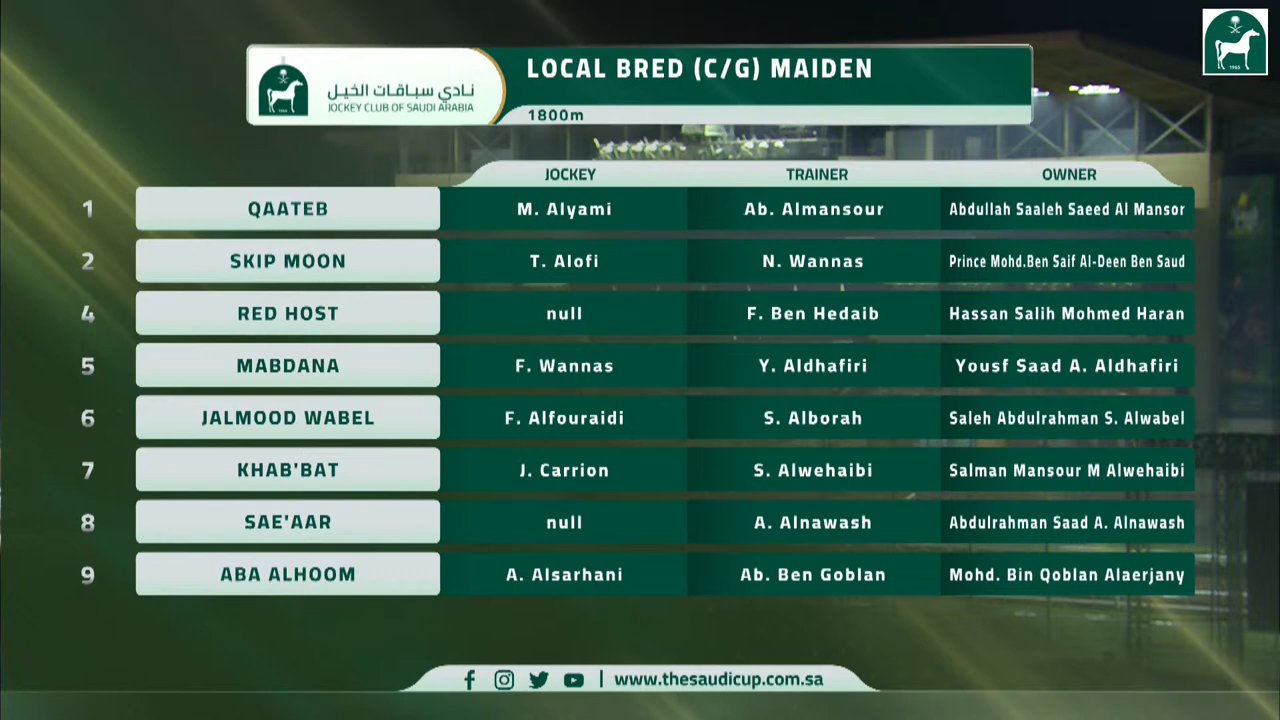 LOCAL BRED (C/G) MAIDEN
نادي سباقات الخيل
JOCKEY CLUB OF SAUDI ARABIA
1800m
JOCKEY TRAINER OWNER
1 QAATEB M. Alyami Ab. Almansour Abdullah Saaleh Saeed Al Mansor
2 SKIP MOON T. Alofi N. Wannas Prince Mohd.Ben Saif Al-Deen Ben Saud
4 RED HOST null F. Ben Hedaib Hassan Salih Mohmed Haran
5 MABDANA F. Wannas Y. Aldhafiri Yousf Saad A. Aldhafiri
6 JALMOOD WABEL F. Alfouraidi S. Alborah Saleh Abdulrahman S. Alwabel
7 KHAB'BAT J. Carrion S. Alwehaibi Salman Mansour M Alwehaibi
8 SAE'AAR null A. Alnawash Abdulrahman Saad A. Alnawash
9 ABA ALHOOM A. Alsarhani Ab. Ben Goblan Mohd. Bin Qoblan Alaerjany
www.thesaudicup.com.sa
1965